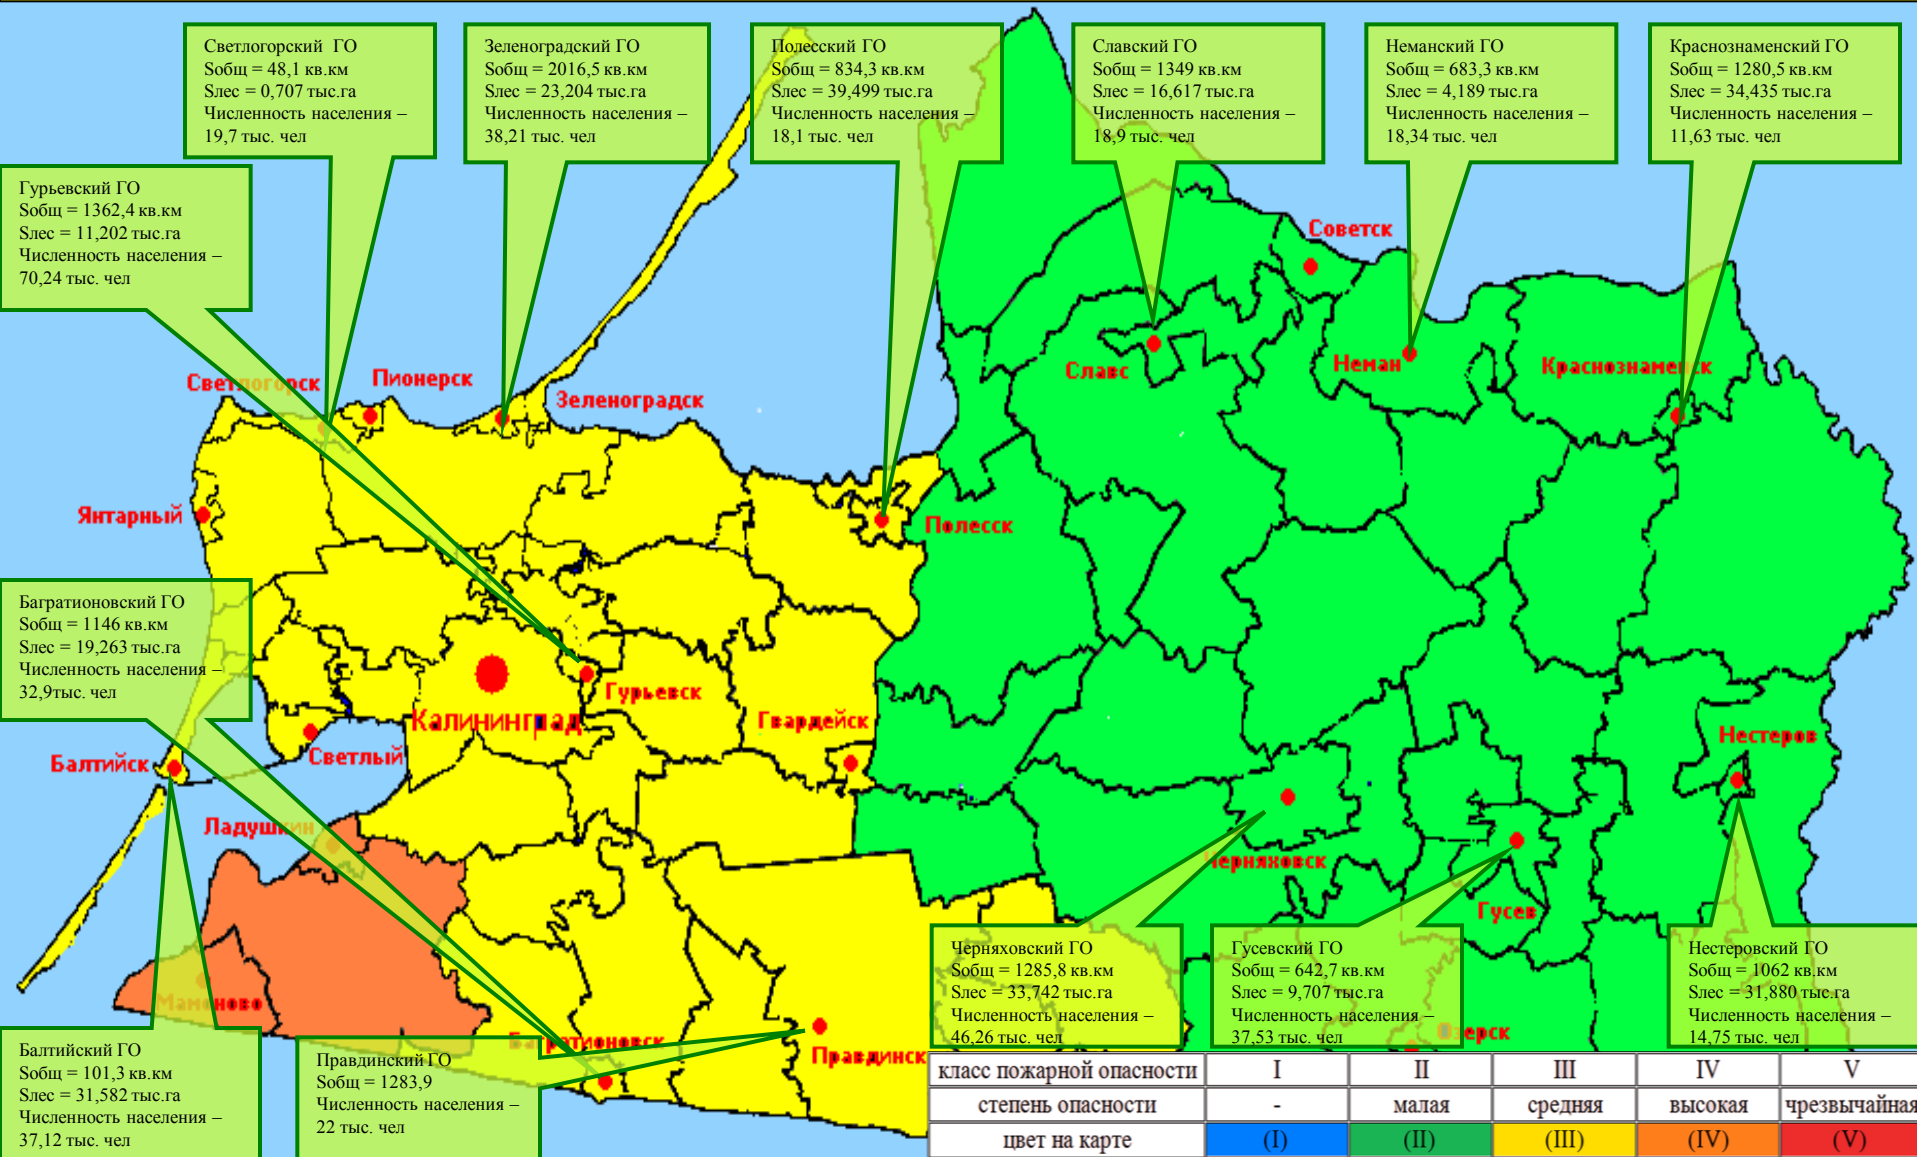 Светлогорский ГО
Sобщ = 48,1 кв.км
Sлес = 0,707 тыс.га
Численность населения –
19,7 тыс. чел
Зеленоградский ГО
Sобщ = 2016,5 кв.км
Sлес = 23,204 тыс.га
Численность населения –
38,21 тыс. чел
Полесский ГО
Sобщ = 834,3 кв.км
Sлес = 39,499 тыс.га
Численность населения –
18,1 тыс. чел
Славский ГО
Sобщ = 1349 кв.км
Sлес = 16,617 тыс.га
Численность населения –
18,9 тыс. чел
Неманский ГО
Sобщ = 683,3 кв.км
Sлес = 4,189 тыс.га
Численность населения –
18,34 тыс. чел
Краснознаменский ГО
Sобщ = 1280,5 кв.км
Sлес = 34,435 тыс.га
Численность населения –
11,63 тыс. чел
Гурьевский ГО
Sобщ = 1362,4 кв.км
Sлес = 11,202 тыс.га
Численность населения –
70,24 тыс. чел
Советск
Светлогорск
Пионерск
Зеленоградск
Славс
Неман
Краснознаменск
Янтарный
Полесск
Багратионовский ГО
Sобщ = 1146 кв.км
Sлес = 19,263 тыс.га
Численность населения –
32,9тыс. чел
Гурьевск
Калининград
Гвардейск
Нестеров
Светлый
Балтийск
Ладушкин
Черняховск
Гусев
Мамоново
Багратионовск
Правдинск
Озерск
Черняховский ГО
Sобщ = 1285,8 кв.км
Sлес = 33,742 тыс.га
Численность населения –
46,26 тыс. чел
Гусевский ГО
Sобщ = 642,7 кв.км
Sлес = 9,707 тыс.га
Численность населения –
37,53 тыс. чел
Нестеровский ГО
Sобщ = 1062 кв.км
Sлес = 31,880 тыс.га
Численность населения –
14,75 тыс. чел
Балтийский ГО
Sобщ = 101,3 кв.км
Sлес = 31,582 тыс.га
Численность населения –
37,12 тыс. чел
Правдинский ГО
Sобщ = 1283,9
Численность населения –
22 тыс. чел
класс пожарной опасности I II III IV V
степень опасности - малая средняя высокая чрезвычайная
цвет на карте (I) (II) (III) (IV) (V)